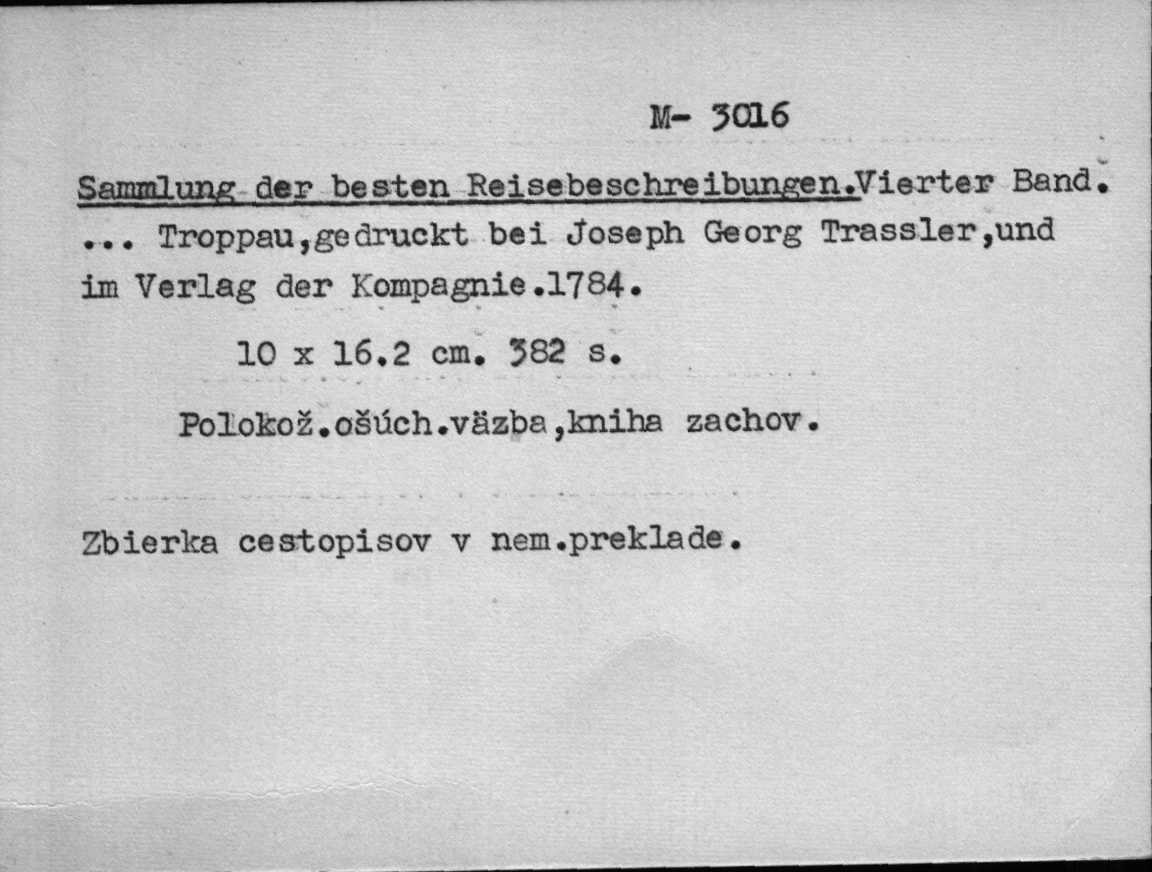 M- 3016
Sammlung der besten Reisebeschreibungen.Vierter Band.
... Troppau,gedruckt bei Joseph Georg Trassler,und
im Verlag der Kompagnie.1784.
10 x 16.2 cm. 382 s.
Polokož.ošúch.väzba,kniha zachov.
Zbierka cestopisov v nem.preklade.